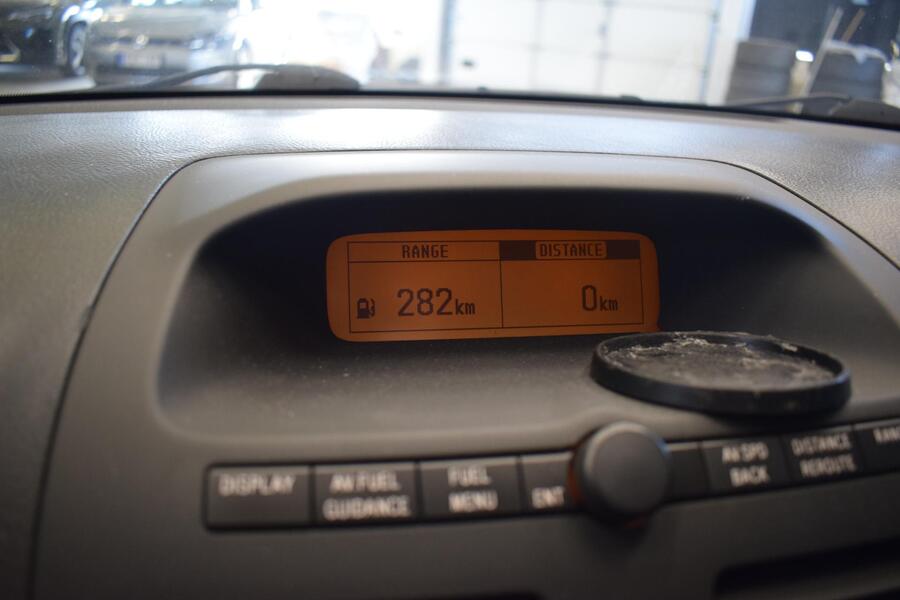 RANGE
DISTANCE
282km
0km
DISPLAY
AV FUEL
GUIDANCE
FUEL
MENU
ENT
AV SPD
BACK
DISTANCE
REROUTE